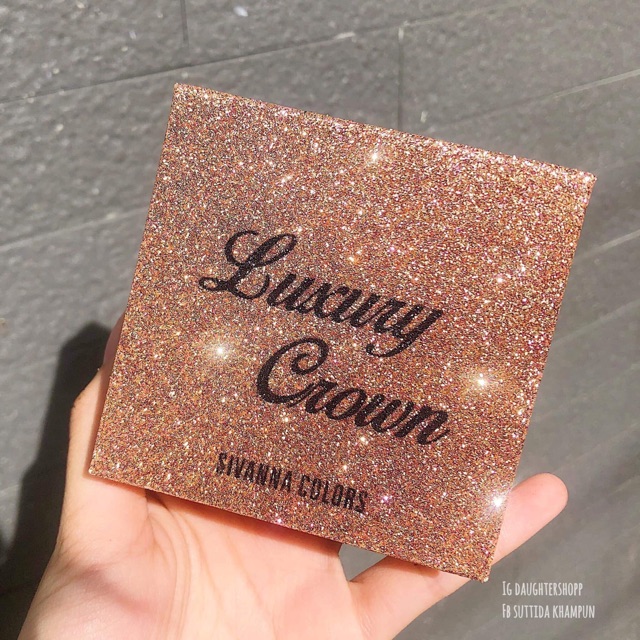 Luxury
Crown
SIVANNA COLORS
IG DAUGHTERSHOPP
FB SUTTIDA KHAMPUN